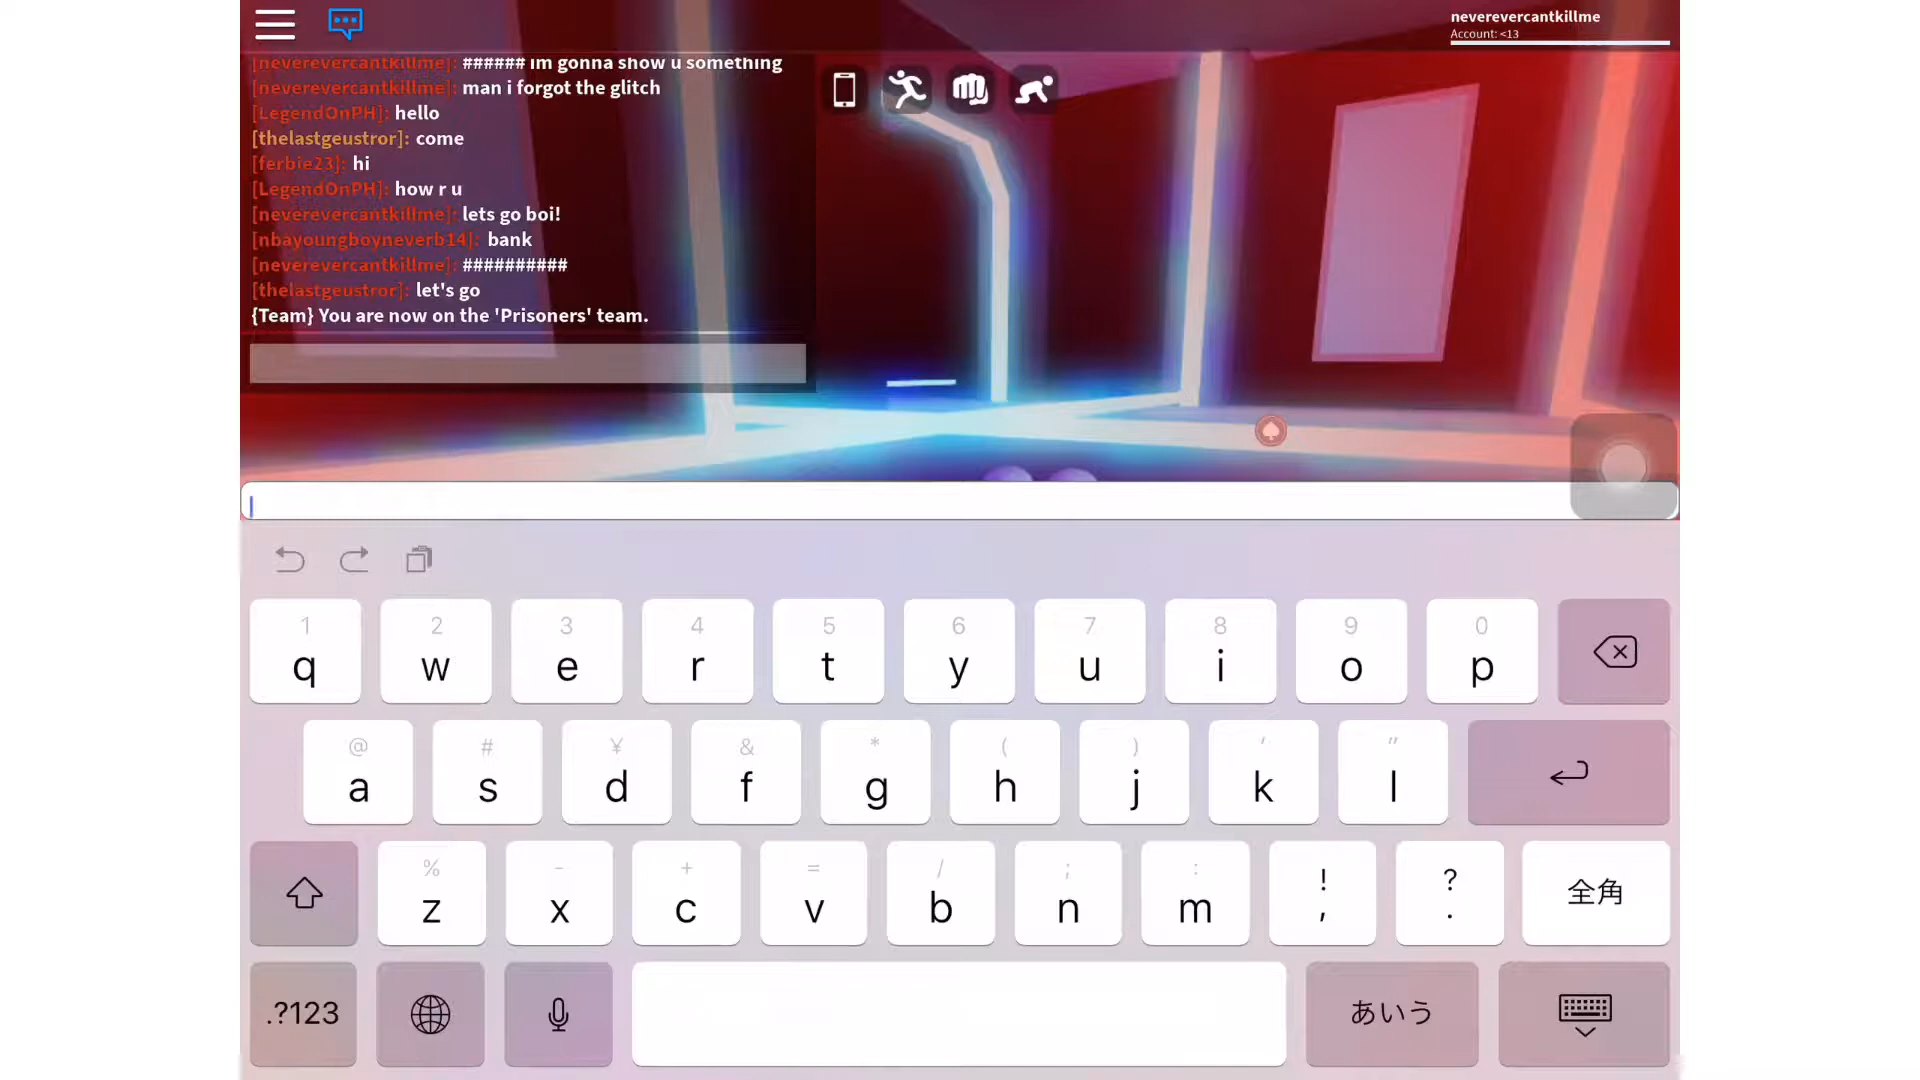 neverevercantkillme
Account: <13
[neverevercantkillme]: ###### im gonna show u something
[neverevercantkillme]: man i forgot the glitch
[LegendOnPH]: hello
[thelastgeustror]: come
[ferbie23]: hi
[LegendOnPH]: how r u
[neverevercantkillme]: lets go boi!
[nbayoungboyneverb14]: bank
[neverevercantkillme]: ##########
[thelastgeustror]: let's go
{Team} You are now on the 'Prisoners' team.
1 2 3 4 5 6 7 8 9 0
q w e r t y u i o p
@ # ¥ & * ( ) ' "
a s d f g h j k l
% - + = / ; : ! ?
z x c v b n m , . 全角
.?123 あいう